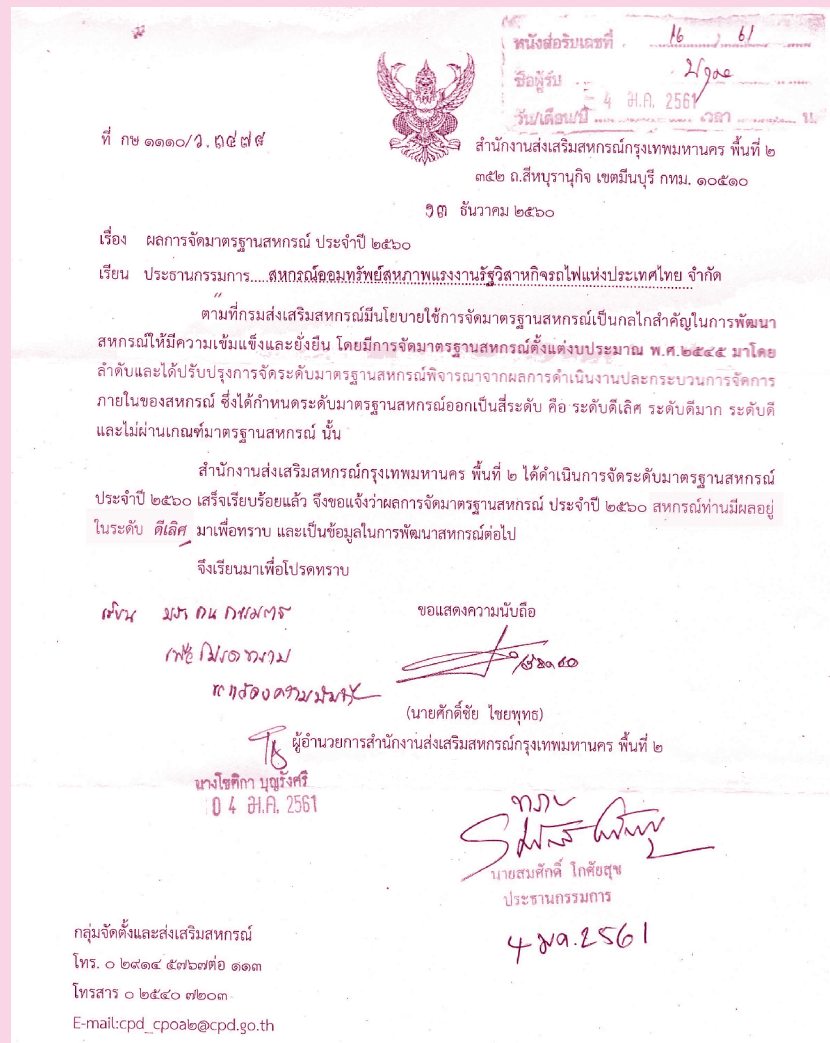 หนังสือรับเลขที่ 16 / 61
ชื่อผู้รับ
วัน/เดือน/ปี 4 ม.ค. 2561 เวลา น.
ที่ กษ ๑๑๑๐/ว.
สำนักงานส่งเสริมสหกรณ์กรุงเทพมหานคร พื้นที่ ๒
๓๕๒ ถ.สีหบุรานุกิจ เขตมีนบุรี กทม. ๑๐๕๑๐
๑๓ ธันวาคม ๒๕๖๐
เรื่อง ผลการจัดมาตรฐานสหกรณ์ ประจำปี ๒๕๖๐
เรียน ประธานกรรมการ....สหกรณ์ออมทรัพย์สหภาพแรงงานรัฐวิสาหกิจรถไฟแห่งประเทศไทย จำกัด
ตามที่กรมส่งเสริมสหกรณ์มีนโยบายใช้การจัดมาตรฐานสหกรณ์เป็นกลไกสำคัญในการพัฒนา
สหกรณ์ให้มีความเข้มแข็งและยั่งยืน โดยมีการจัดมาตรฐานสหกรณ์ตั้งแต่งบประมาณ พ.ศ.๒๕๔๕ มาโดย
ลำดับและได้ปรับปรุงการจัดระดับมาตรฐานสหกรณ์พิจารณาจากผลการดำเนินงานปละกระบวนการจัดการ
ภายในของสหกรณ์ ซึ่งได้กำหนดระดับมาตรฐานสหกรณ์ออกเป็นสี่ระดับ คือ ระดับดีเลิศ ระดับดีมาก ระดับดี
และไม่ผ่านเกณฑ์มาตรฐานสหกรณ์ นั้น
สำนักงานส่งเสริมสหกรณ์กรุงเทพมหานคร พื้นที่ ๒ ได้ดำเนินการจัดระดับมาตรฐานสหกรณ์
ประจำปี ๒๕๖๐ เสร็จเรียบร้อยแล้ว จึงขอแจ้งว่าผลการจัดมาตรฐานสหกรณ์ ประจำปี ๒๕๖๐ สหกรณ์ท่านมีผลอยู่
ในระดับ ดีเลิศ มาเพื่อทราบ และเป็นข้อมูลในการพัฒนาสหกรณ์ต่อไป
จึงเรียนมาเพื่อโปรดทราบ
เรียน
เพื่อโปรดทราบ
ขอแสดงความนับถือ
(นายศักดิ์ชัย ไชยพุทธ)
ผู้อำนวยการสำนักงานส่งเสริมสหกรณ์กรุงเทพมหานคร พื้นที่ ๒
นางโชติกา บุญรังศรี
0 4 ม.ค. 2561
ทราบ
นายสมศักดิ์ โกศัยสุข
ประธานกรรมการ
4 มค. 2561
กลุ่มจัดตั้งและส่งเสริมสหกรณ์
โทร. ๐ ๒๙๑๔ ๕๗๖๗ต่อ ๑๑๓
โทรสาร ๐ ๒๕๔๐ ๗๒๐๓
E-mail:cpd_cpoa๒@cpd.go.th